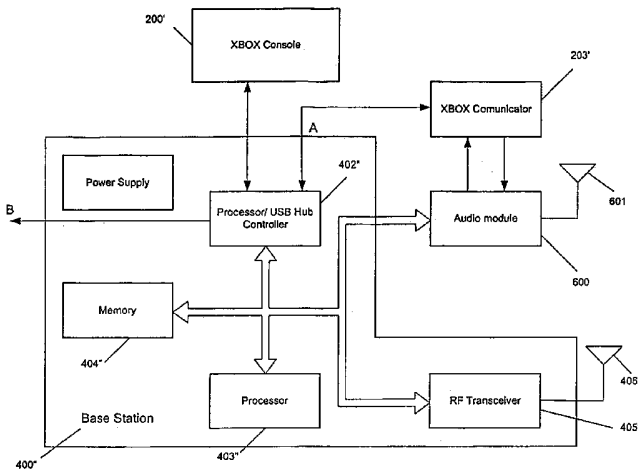 200'
XBOX Console
203'
XBOX Comunicator
A
402"
Power Supply
Processor/ USB Hub
Controller
B
Audio module
601
600
Memory
404"
Processor
403"
RF Transceiver
406
405
Base Station
400"